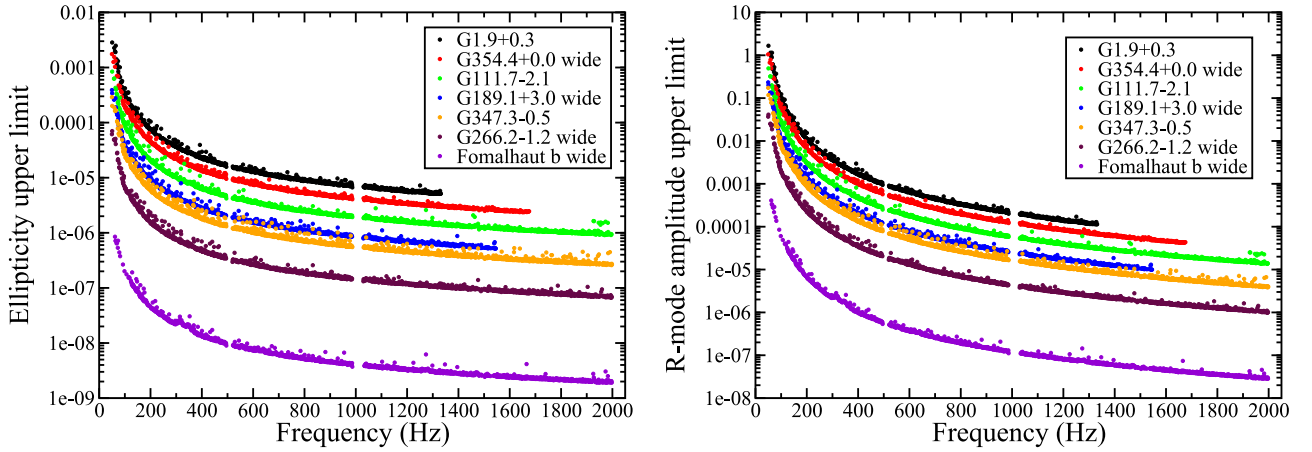 Ellipticity upper limit
0.01
0.001
0.0001
1e-05
1e-06
1e-07
1e-08
1e-09
G1.9+0.3
G354.4+0.0 wide
G111.7-2.1
G189.1+3.0 wide
G347.3-0.5
G266.2-1.2 wide
Fomalhaut b wide
0 200 400 600 800 1000 1200 1400 1600 1800 2000
Frequency (Hz)
R-mode amplitude upper limit
10
1
0.1
0.01
0.001
0.0001
1e-05
1e-06
1e-07
1e-08
G1.9+0.3
G354.4+0.0 wide
G111.7-2.1
G189.1+3.0 wide
G347.3-0.5
G266.2-1.2 wide
Fomalhaut b wide
0 200 400 600 800 1000 1200 1400 1600 1800 2000
Frequency (Hz)